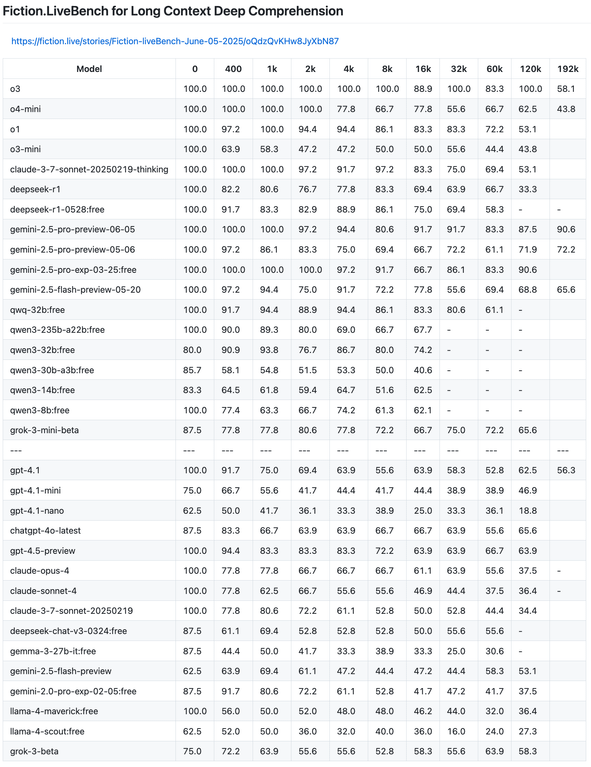 Fiction.LiveBench for Long Context Deep Comprehension
https://fiction.live/stories/Fiction-liveBench-June-05-2025/oQdzQvKHw8JyXbN87
Model 0 400 1k 2k 4k 8k 16k 32k 60k 120k 192k
o3 100.0 100.0 100.0 100.0 100.0 100.0 88.9 100.0 83.3 100.0 58.1
o4-mini 100.0 100.0 100.0 100.0 77.8 66.7 77.8 55.6 66.7 62.5 43.8
o1 100.0 97.2 100.0 94.4 94.4 86.1 83.3 83.3 72.2 53.1
o3-mini 100.0 63.9 58.3 47.2 47.2 50.0 50.0 55.6 44.4 43.8
claude-3-7-sonnet-20250219-thinking 100.0 100.0 100.0 97.2 91.7 97.2 83.3 75.0 69.4 53.1
deepseek-r1 100.0 82.2 80.6 76.7 77.8 83.3 69.4 63.9 66.7 33.3
deepseek-r1-0528:free 100.0 91.7 83.3 82.9 88.9 86.1 75.0 69.4 58.3 - -
gemini-2.5-pro-preview-06-05 100.0 100.0 100.0 97.2 94.4 80.6 91.7 91.7 83.3 87.5 90.6
gemini-2.5-pro-preview-05-06 100.0 97.2 86.1 83.3 75.0 69.4 66.7 72.2 61.1 71.9 72.2
gemini-2.5-pro-exp-03-25:free 100.0 100.0 100.0 100.0 97.2 91.7 66.7 86.1 83.3 90.6
gemini-2.5-flash-preview-05-20 100.0 97.2 94.4 75.0 91.7 72.2 77.8 55.6 69.4 68.8 65.6
qwq-32b:free 100.0 91.7 94.4 88.9 94.4 86.1 83.3 80.6 61.1 -
qwen3-235b-a22b:free 100.0 90.0 89.3 80.0 69.0 66.7 67.7 - - -
qwen3-32b:free 80.0 90.9 93.8 76.7 86.7 80.0 74.2 - - -
qwen3-30b-a3b:free 85.7 58.1 54.8 51.5 53.3 50.0 40.6 - - -
qwen3-14b:free 83.3 64.5 61.8 59.4 64.7 51.6 62.5 - - -
qwen3-8b:free 100.0 77.4 63.3 66.7 74.2 61.3 62.1 - - -
grok-3-mini-beta 87.5 77.8 77.8 80.6 77.8 72.2 66.7 75.0 72.2 65.6
--- --- --- --- --- --- --- --- --- --- --- ---
gpt-4.1 100.0 91.7 75.0 69.4 63.9 55.6 63.9 58.3 52.8 62.5 56.3
gpt-4.1-mini 75.0 66.7 55.6 41.7 44.4 41.7 44.4 38.9 38.9 46.9
gpt-4.1-nano 62.5 50.0 41.7 36.1 33.3 38.9 25.0 33.3 36.1 18.8
chatgpt-4o-latest 87.5 83.3 66.7 63.9 63.9 66.7 66.7 63.9 55.6 65.6
gpt-4.5-preview 100.0 94.4 83.3 83.3 83.3 72.2 63.9 63.9 66.7 63.9
claude-opus-4 100.0 77.8 77.8 66.7 66.7 66.7 61.1 63.9 55.6 37.5 -
claude-sonnet-4 100.0 77.8 62.5 66.7 55.6 55.6 46.9 44.4 37.5 36.4 -
claude-3-7-sonnet-20250219 100.0 77.8 80.6 72.2 61.1 52.8 50.0 52.8 44.4 34.4
deepseek-chat-v3-0324:free 87.5 61.1 69.4 52.8 52.8 52.8 50.0 55.6 55.6 -
gemma-3-27b-it:free 87.5 44.4 50.0 41.7 33.3 38.9 33.3 25.0 30.6 -
gemini-2.5-flash-preview 62.5 63.9 69.4 61.1 47.2 44.4 47.2 44.4 58.3 53.1
gemini-2.0-pro-exp-02-05:free 87.5 91.7 80.6 72.2 61.1 52.8 41.7 47.2 41.7 37.5
llama-4-maverick:free 100.0 56.0 50.0 52.0 48.0 48.0 46.2 44.0 32.0 36.4
llama-4-scout:free 62.5 52.0 50.0 36.0 32.0 40.0 36.0 16.0 24.0 27.3
grok-3-beta 75.0 72.2 63.9 55.6 55.6 52.8 58.3 55.6 63.9 58.3